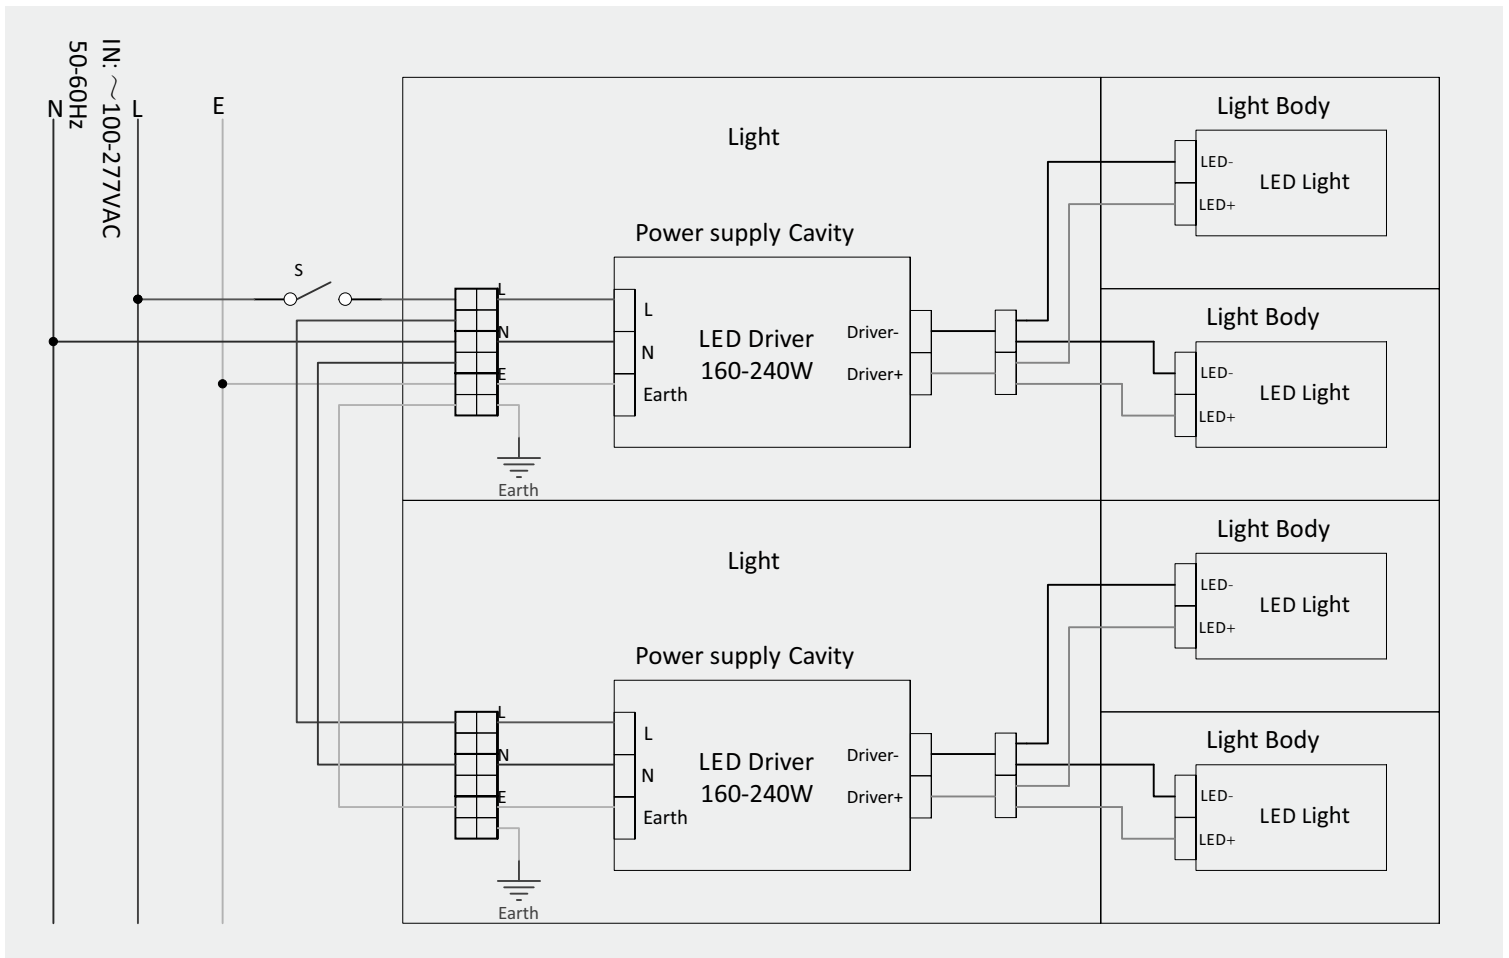 IN: ～100-277VAC
50-60Hz
N
L
E
S
Light
Power supply Cavity
L
N
E
L
N
Earth
LED Driver
160-240W
Driver-
Driver+
Earth
Light Body
LED-
LED+
LED Light
Light Body
LED-
LED+
LED Light
Light
Power supply Cavity
L
N
E
L
N
Earth
LED Driver
160-240W
Driver-
Driver+
Earth
Light Body
LED-
LED+
LED Light
Light Body
LED-
LED+
LED Light